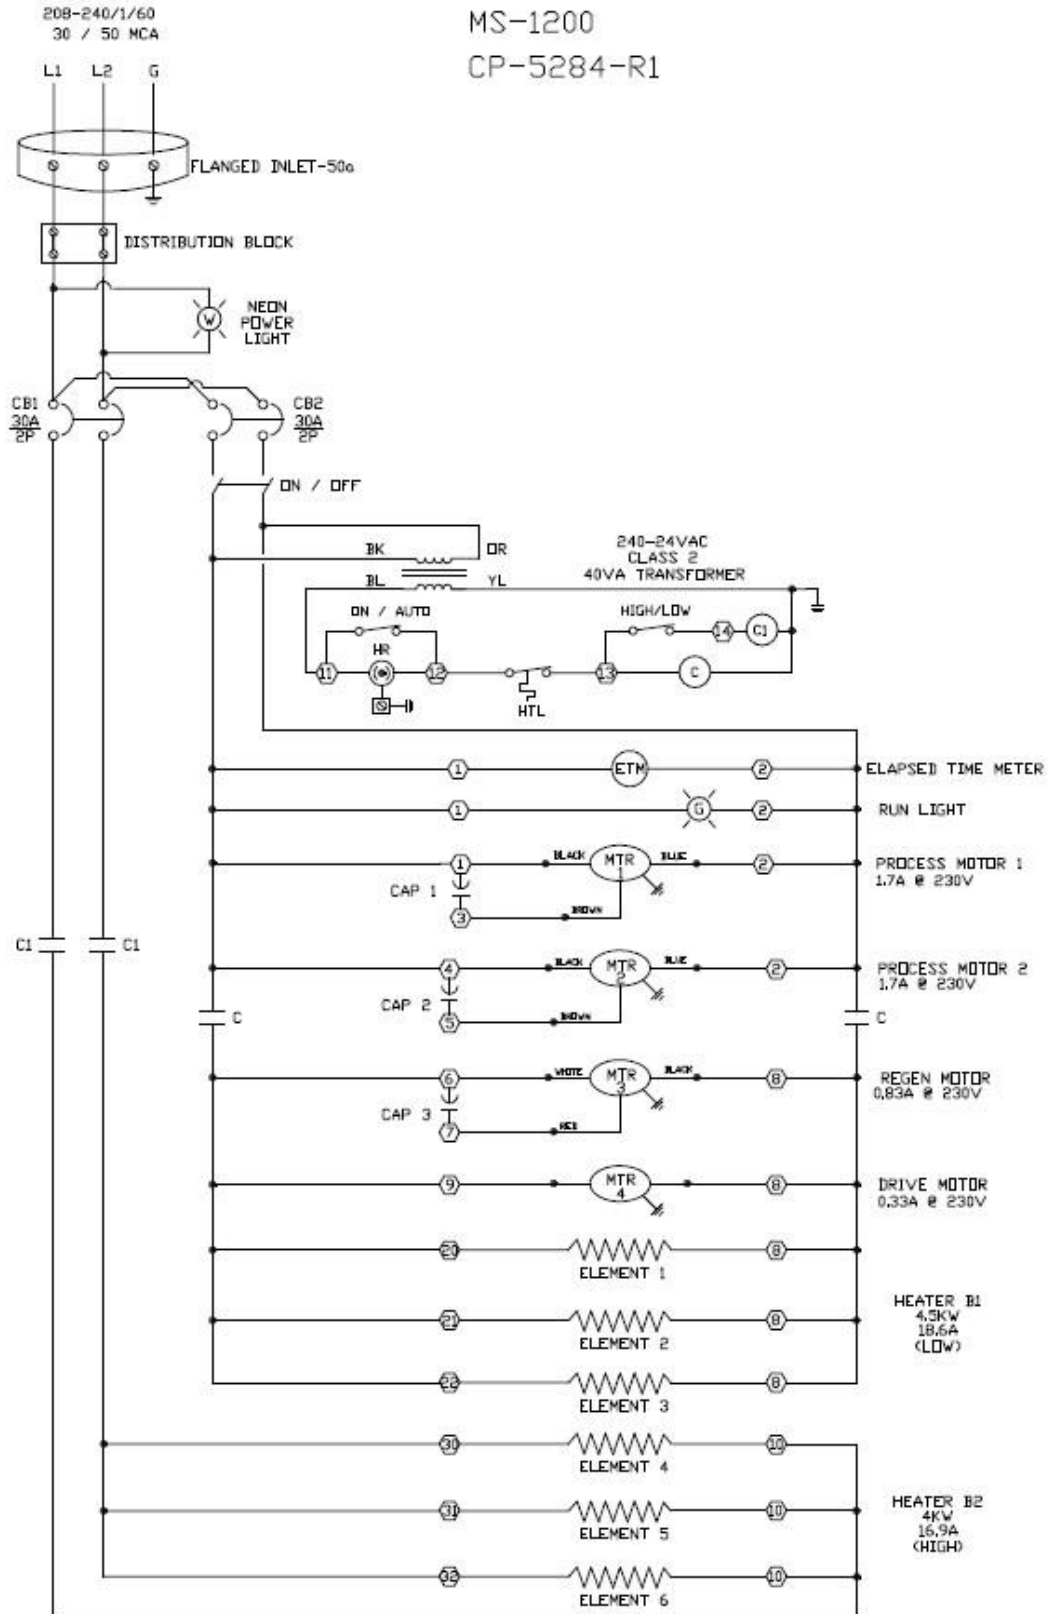 208-240/1/60
30 / 50 MCA
MS-1200
CP-5284-R1
L1 L2 G
FLANGED INLET-50a
DISTRIBUTION BLOCK
W
NEON
POWER
LIGHT
CB1
30A
2P
CB2
30A
2P
ON / OFF
BK OR
BL YL
240-24VAC
CLASS 2
40VA TRANSFORMER
ON / AUTO
HIGH/LOW
14 C1
HR
11 12 13 C
HTL
1 ETM 2 ELAPSED TIME METER
1 G 2 RUN LIGHT
1 BLACK MTR 1 BLUE 2 PROCESS MOTOR 1
1.7A @ 230V
CAP 1
3 BROWN
C1 C1
4 BLACK MTR 2 BLUE 2 PROCESS MOTOR 2
1.7A @ 230V
CAP 2
5 BROWN
C C
6 WHITE MTR 3 BLACK 8 REGEN MOTOR
0.83A @ 230V
CAP 3
7 RED
9 MTR 4 8 DRIVE MOTOR
0.33A @ 230V
20 8
ELEMENT 1
21 8
ELEMENT 2
22 8
ELEMENT 3
HEATER B1
4.5KW
18.6A
(LOW)
30 10
ELEMENT 4
31 10
ELEMENT 5
32 10
ELEMENT 6
HEATER B2
4KW
16.9A
(HIGH)